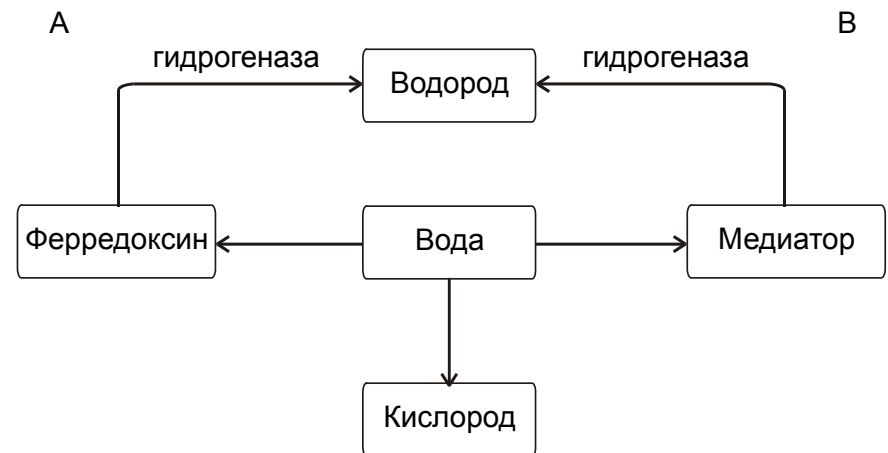 А
В
гидрогеназа
гидрогеназа
Водород
Ферредоксин
Вода
Медиатор
Кислород